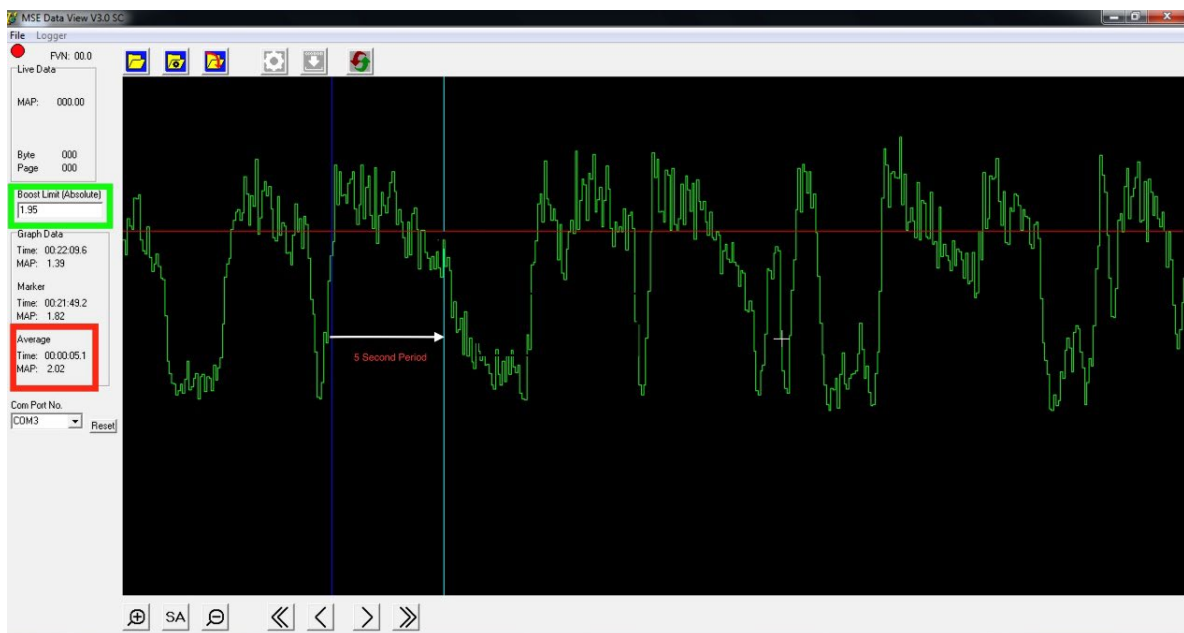 MSE Data View V3.0 SC
File Logger
FVN: 00.0
Live Data
MAP: 000.00
Byte 000
Page 000
Boost Limit (Absolute)
1.95
Graph Data
Time: 00:22:09.6
MAP: 1.39
Marker
Time: 00:21:49.2
MAP: 1.82
Average
Time: 00:00:05.1
MAP: 2.02
Com Port No.
COM3
Reset
5 Second Period
SA